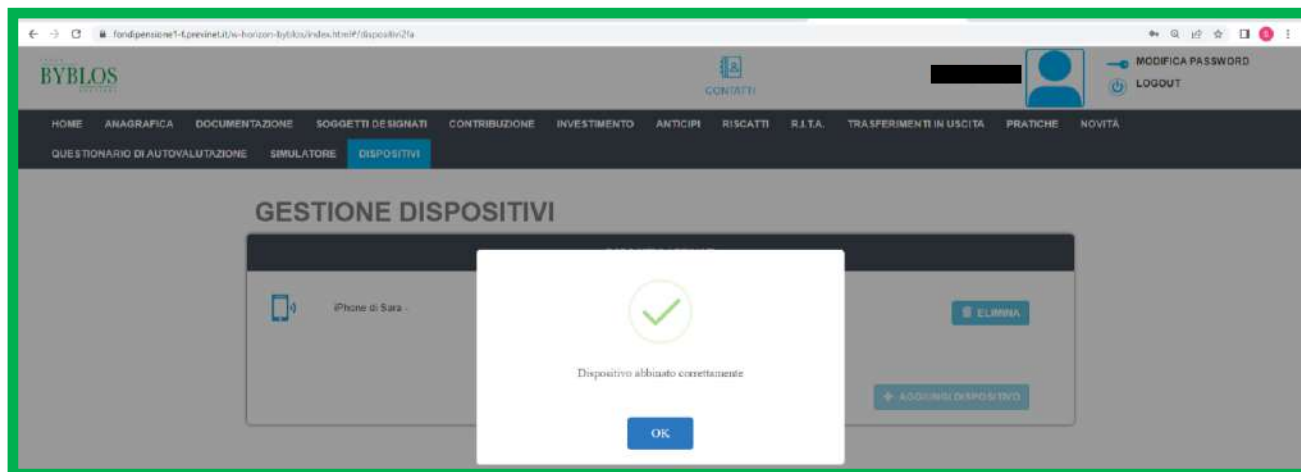 fondipensione1-f.previnet.it/w-horizon-byblos/index.html#/dispositivi2fa
S
BYBLOS
CONTATTI
MODIFICA PASSWORD
LOGOUT
HOME ANAGRAFICA DOCUMENTAZIONE SOGGETTI DESIGNATI CONTRIBUZIONE INVESTIMENTO ANTICIPI RISCATTI R.I.T.A. TRASFERIMENTI IN USCITA PRATICHE NOVITÀ
QUESTIONARIO DI AUTOVALUTAZIONE SIMULATORE DISPOSITIVI
GESTIONE DISPOSITIVI
iPhone di Sara -
ELIMINA
Dispositivo abbinato correttamente
AGGIUNGI DISPOSITIVO
OK